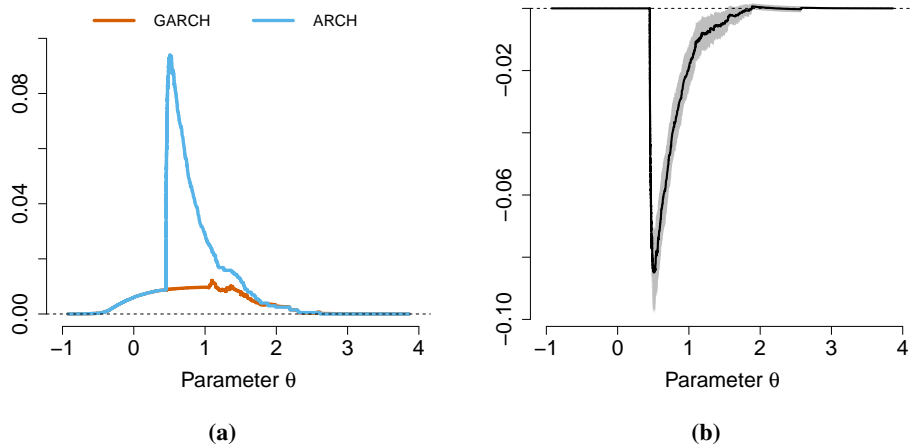 GARCH ARCH
0.00 0.04 0.08
−1 0 1 2 3 4
Parameter θ
(a)
−0.10 −0.06 −0.02
−1 0 1 2 3 4
Parameter θ
(b)